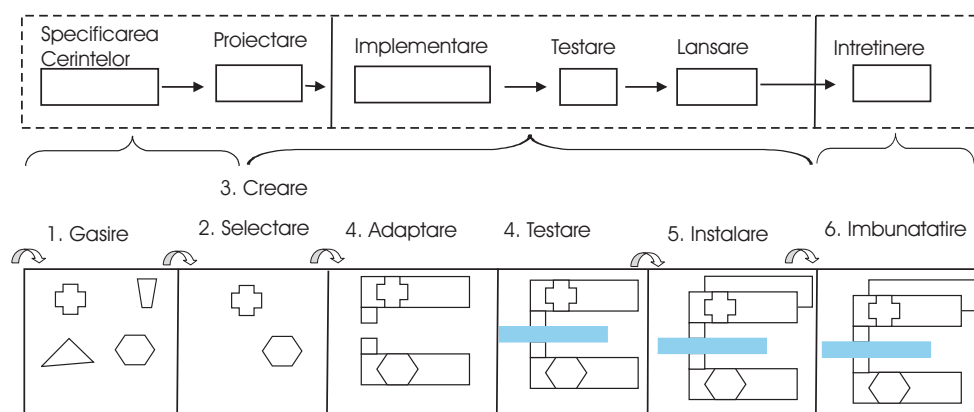 Specificarea
Cerintelor
Proiectare
Implementare
Testare
Lansare
Intretinere
3. Creare
1. Gasire
2. Selectare
4. Adaptare
4. Testare
5. Instalare
6. Imbunatatire